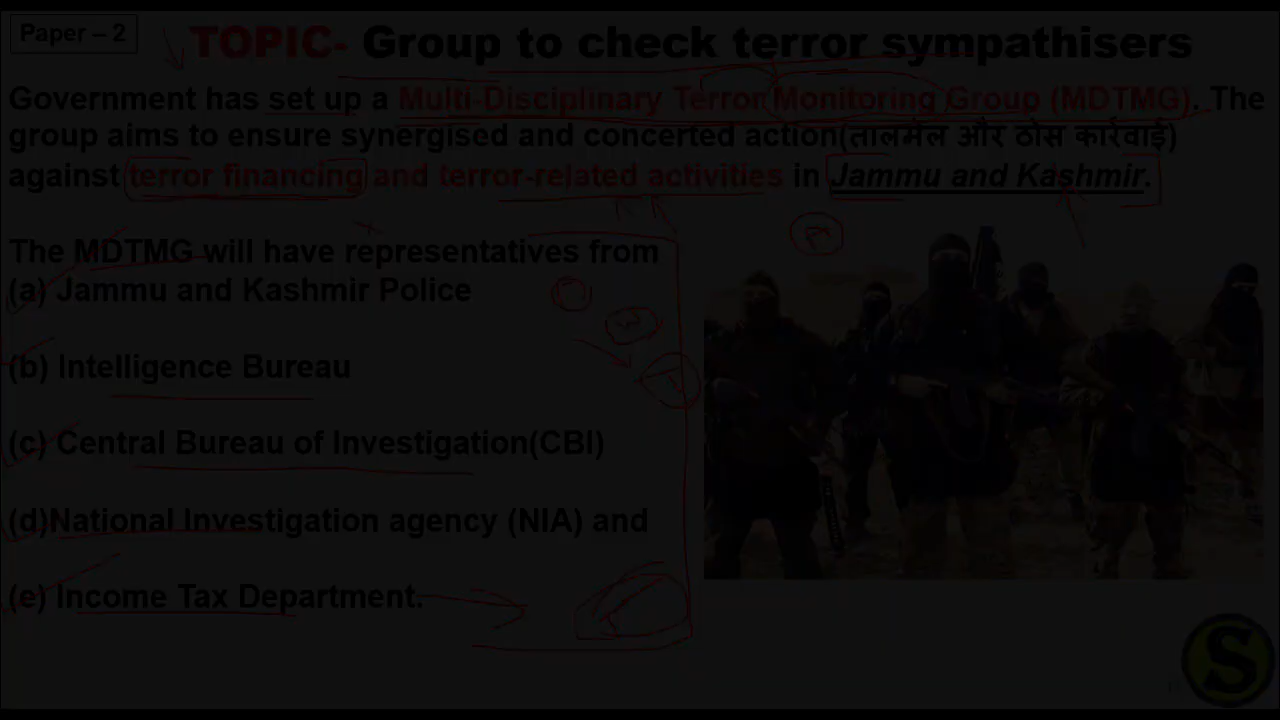 Paper – 2
TOPIC- Group to check terror sympathisers
Government has set up a Multi-Disciplinary Terror Monitoring Group (MDTMG). The
group aims to ensure synergised and concerted action(तालमेल और ठोस कार्रवाई)
against terror financing and terror-related activities in Jammu and Kashmir.
The MDTMG will have representatives from
(a) Jammu and Kashmir Police
(b) Intelligence Bureau
(c) Central Bureau of Investigation(CBI)
(d)National Investigation agency (NIA) and
(e) Income Tax Department.
S